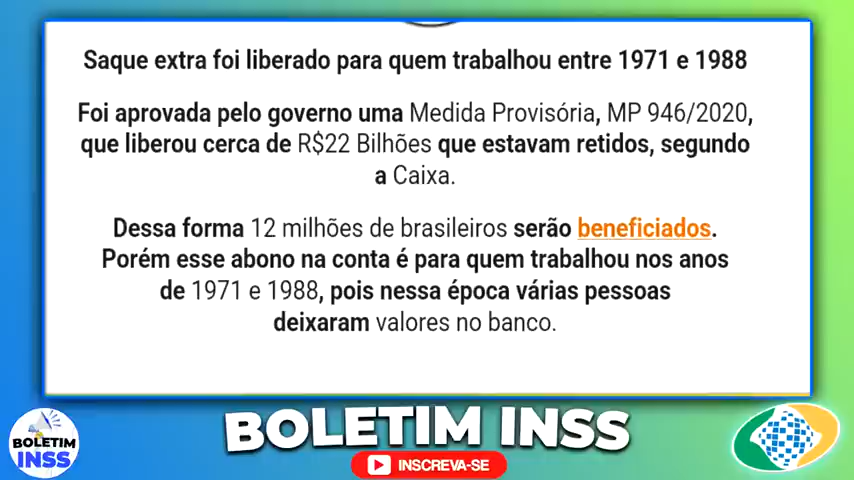 Saque extra foi liberado para quem trabalhou entre 1971 e 1988
Foi aprovada pelo governo uma Medida Provisória, MP 946/2020,
que liberou cerca de R$22 Bilhões que estavam retidos, segundo
a Caixa.
Dessa forma 12 milhões de brasileiros serão beneficiados.
Porém esse abono na conta é para quem trabalhou nos anos
de 1971 e 1988, pois nessa época várias pessoas
deixaram valores no banco.
BOLETIM INSS
INSCREVA-SE
BOLETIM
INSS